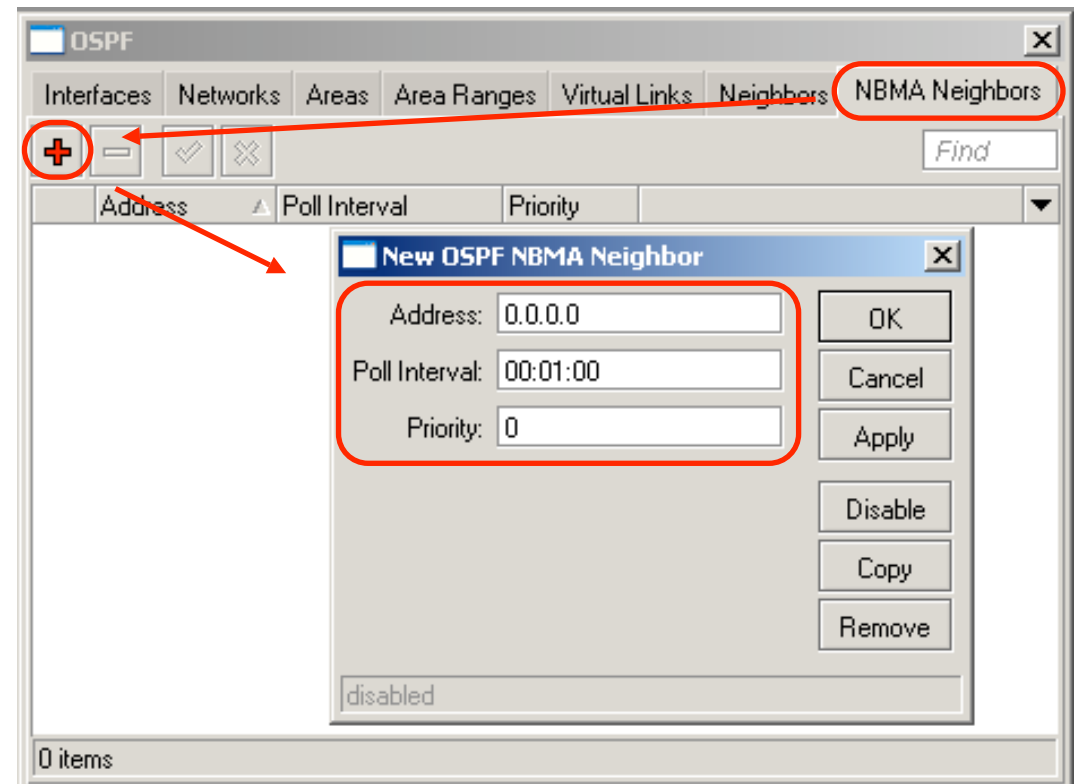 OSPF
Interfaces Networks Areas Area Ranges Virtual Links Neighbors NBMA Neighbors
Find
Address Poll Interval Priority
New OSPF NBMA Neighbor
Address: 0.0.0.0 OK
Poll Interval: 00:01:00 Cancel
Priority: 0 Apply
Disable
Copy
Remove
disabled
0 items